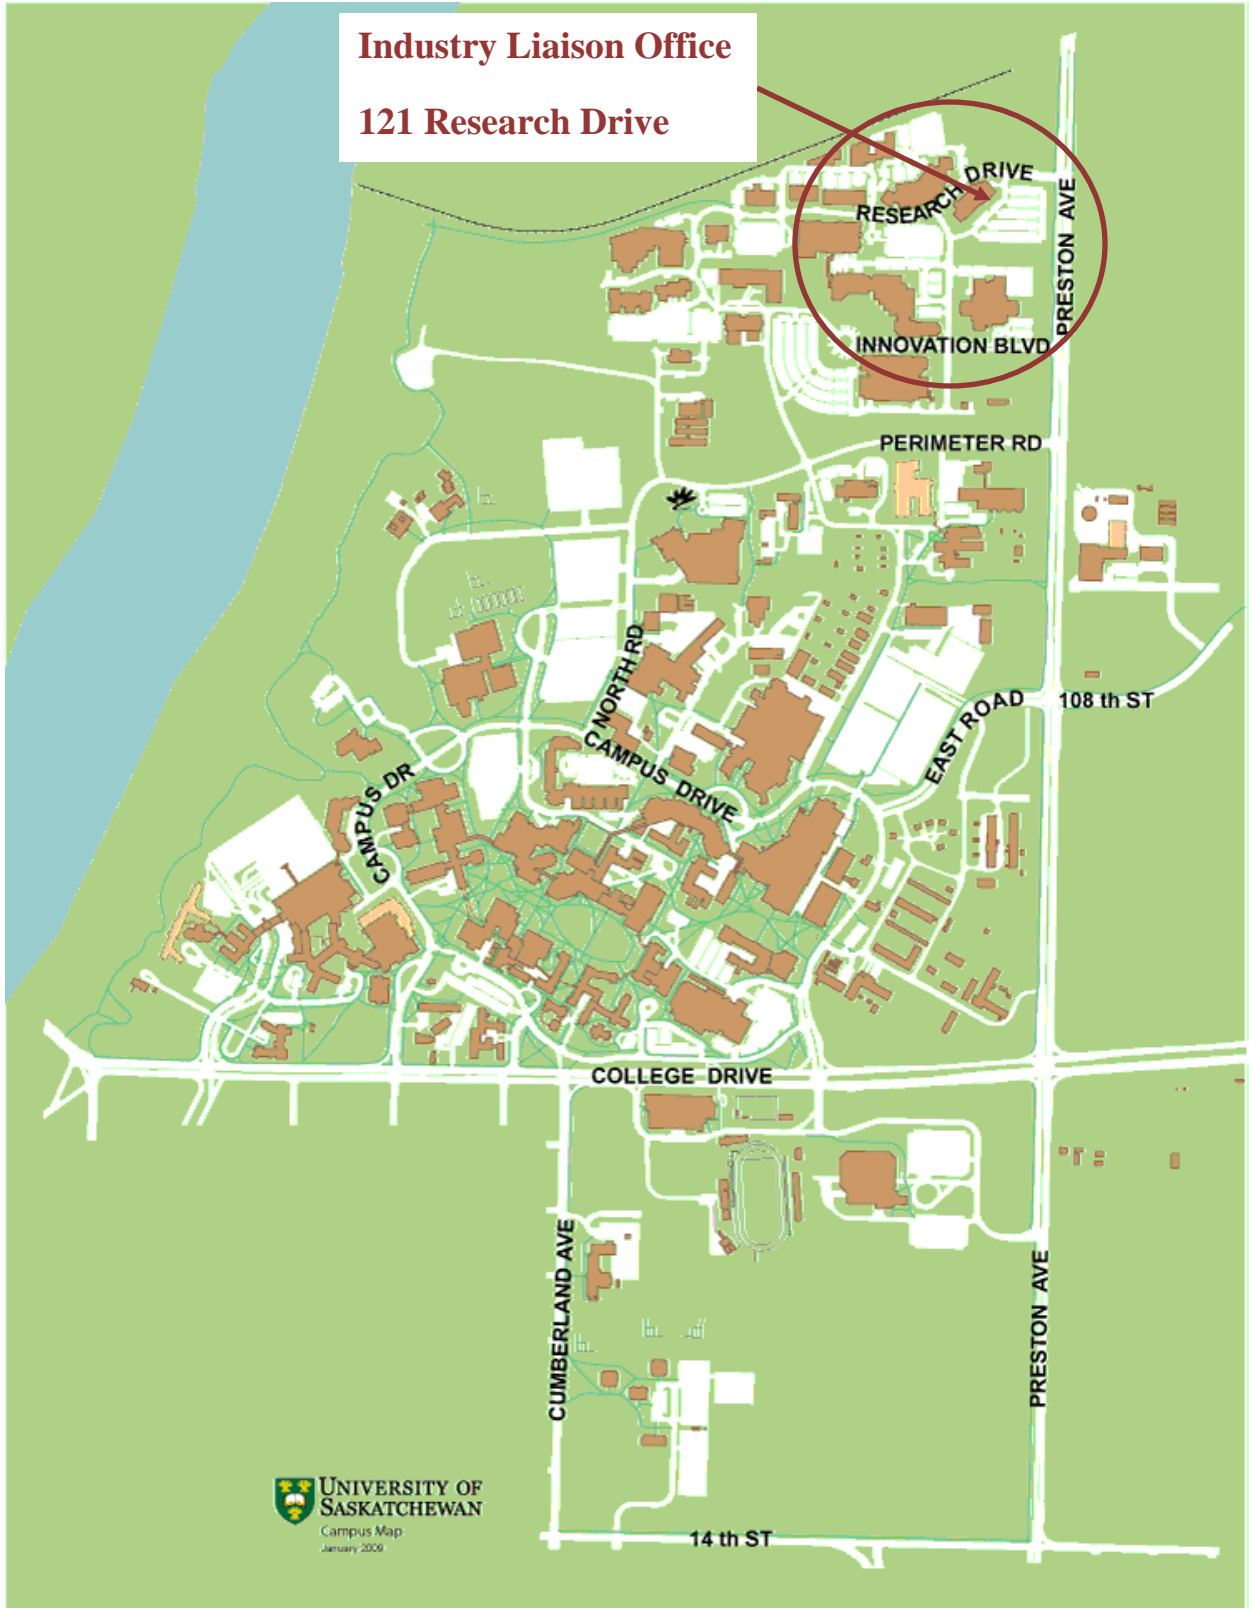 Industry Liaison Office
121 Research Drive
RESEARCH DRIVE
PRESTON AVE
INNOVATION BLVD
PERIMETER RD
NORTH RD
108 th ST
EAST ROAD
CAMPUS DRIVE
CAMPUS DR
COLLEGE DRIVE
CUMBERLAND AVE
PRESTON AVE
UNIVERSITY OF
SASKATCHEWAN
Campus Map
January 2009
14 th ST